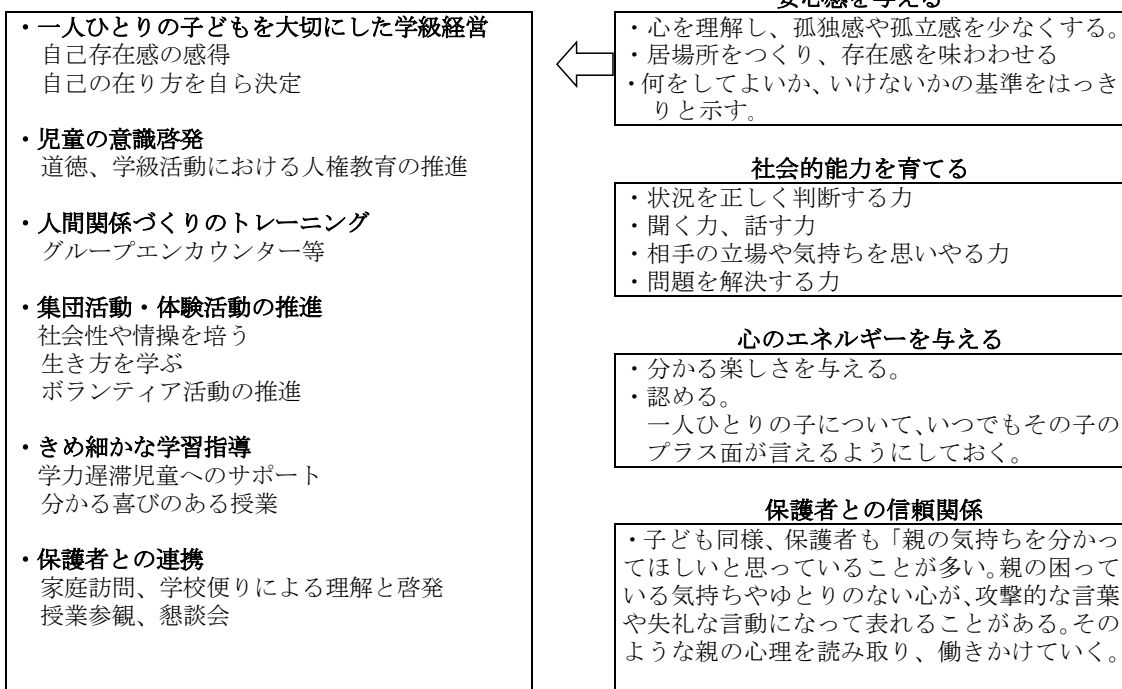 ・一人ひとりの子どもを大切にした学級経営
自己存在感の感得
自己の在り方を自ら決定
・児童の意識啓発
道徳、学級活動における人権教育の推進
・人間関係づくりのトレーニング
グループエンカウンター等
・集団活動・体験活動の推進
社会性や情操を培う
生き方を学ぶ
ボランティア活動の推進
・きめ細かな学習指導
学力遅滞児童へのサポート
分かる喜びのある授業
・保護者との連携
家庭訪問、学校便りによる理解と啓発
授業参観、懇談会
安心感を与える
・心を理解し、孤独感や孤立感を少なくする。
・居場所をつくり、存在感を味わわせる
・何をしてよいか、いけないかの基準をはっき
りと示す。
社会的能力を育てる
・状況を正しく判断する力
・聞く力、話す力
・相手の立場や気持ちを思いやる力
・問題を解決する力
心のエネルギーを与える
・分かる楽しさを与える。
・認める。
一人ひとりの子について、いつでもその子の
プラス面が言えるようにしておく。
保護者との信頼関係
・子ども同様、保護者も「親の気持ちを分かっ
てほしいと思っていることが多い。親の困って
いる気持ちやゆとりのない心が、攻撃的な言葉
や失礼な言動になって表れることがある。その
ような親の心理を読み取り、働きかけていく。